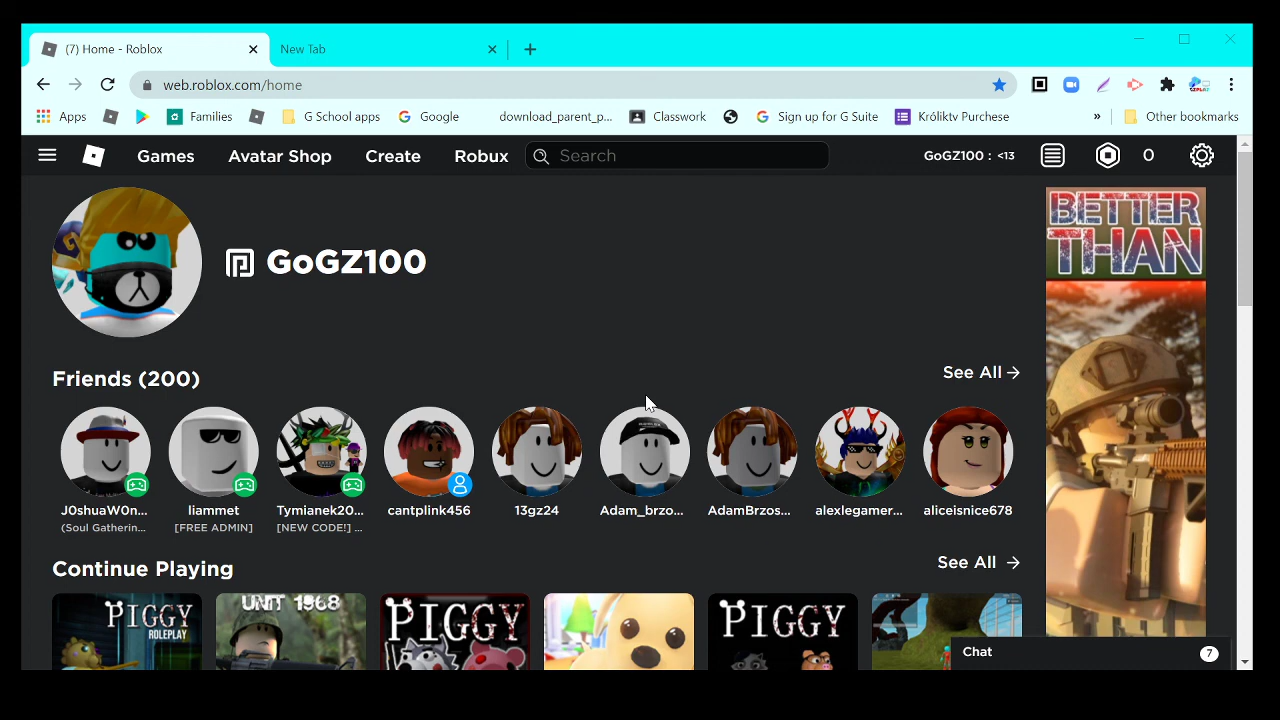 (7) Home - Roblox
New Tab
web.roblox.com/home
Apps
Families
G School apps
Google
download_parent_p...
Classwork
Sign up for G Suite
Króliktv Purchese
»
Other bookmarks
Games
Avatar Shop
Create
Robux
Search
GoGZ100 : <13
0
GoGZ100
BETTER
THAN
Friends (200)
See All
J0shuaW0n...
liammet
Tymianek20...
cantplink456
13gz24
Adam_brzo...
AdamBrzos...
alexlegamer...
aliceisnice678
(Soul Gatherin...
[FREE ADMIN]
[NEW CODE!] ...
Continue Playing
See All
PIGGY
ROLEPLAY
UNIT 1968
PIGGY
PIGGY
Chat
7